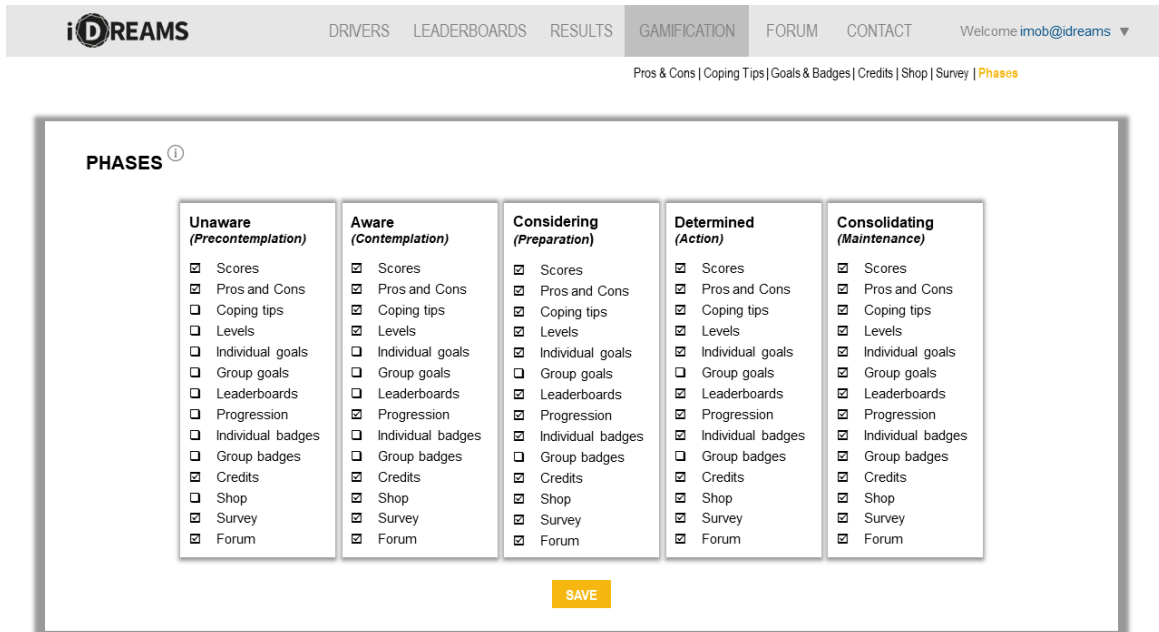 iDREAMS
DRIVERS LEADERBOARDS RESULTS GAMIFICATION FORUM CONTACT Welcome imob@idreams ▼
Pros & Cons | Coping Tips | Goals & Badges | Credits | Shop | Survey | Phases
PHASES i
Unaware
(Precontemplation)
☑ Scores
☑ Pros and Cons
☐ Coping tips
☐ Levels
☐ Individual goals
☐ Group goals
☐ Leaderboards
☐ Progression
☐ Individual badges
☐ Group badges
☑ Credits
☐ Shop
☑ Survey
☑ Forum
Aware
(Contemplation)
☑ Scores
☑ Pros and Cons
☑ Coping tips
☑ Levels
☐ Individual goals
☐ Group goals
☐ Leaderboards
☑ Progression
☐ Individual badges
☐ Group badges
☑ Credits
☑ Shop
☑ Survey
☑ Forum
Considering
(Preparation)
☑ Scores
☑ Pros and Cons
☑ Coping tips
☑ Levels
☑ Individual goals
☐ Group goals
☑ Leaderboards
☑ Progression
☑ Individual badges
☐ Group badges
☑ Credits
☑ Shop
☑ Survey
☑ Forum
Determined
(Action)
☑ Scores
☑ Pros and Cons
☑ Coping tips
☑ Levels
☑ Individual goals
☐ Group goals
☑ Leaderboards
☑ Progression
☑ Individual badges
☐ Group badges
☑ Credits
☑ Shop
☑ Survey
☑ Forum
Consolidating
(Maintenance)
☑ Scores
☑ Pros and Cons
☑ Coping tips
☑ Levels
☑ Individual goals
☑ Group goals
☑ Leaderboards
☑ Progression
☑ Individual badges
☑ Group badges
☑ Credits
☑ Shop
☑ Survey
☑ Forum
SAVE